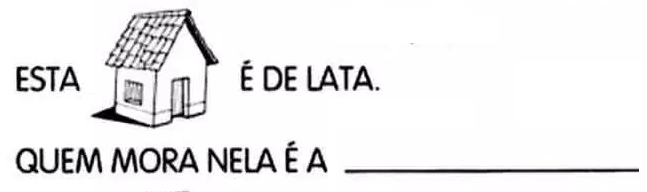 ESTA É DE LATA.
QUEM MORA NELA É A